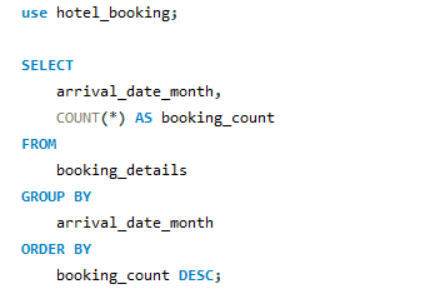 use hotel_booking;
SELECT
arrival_date_month,
COUNT(*) AS booking_count
FROM
booking_details
GROUP BY
arrival_date_month
ORDER BY
booking_count DESC;